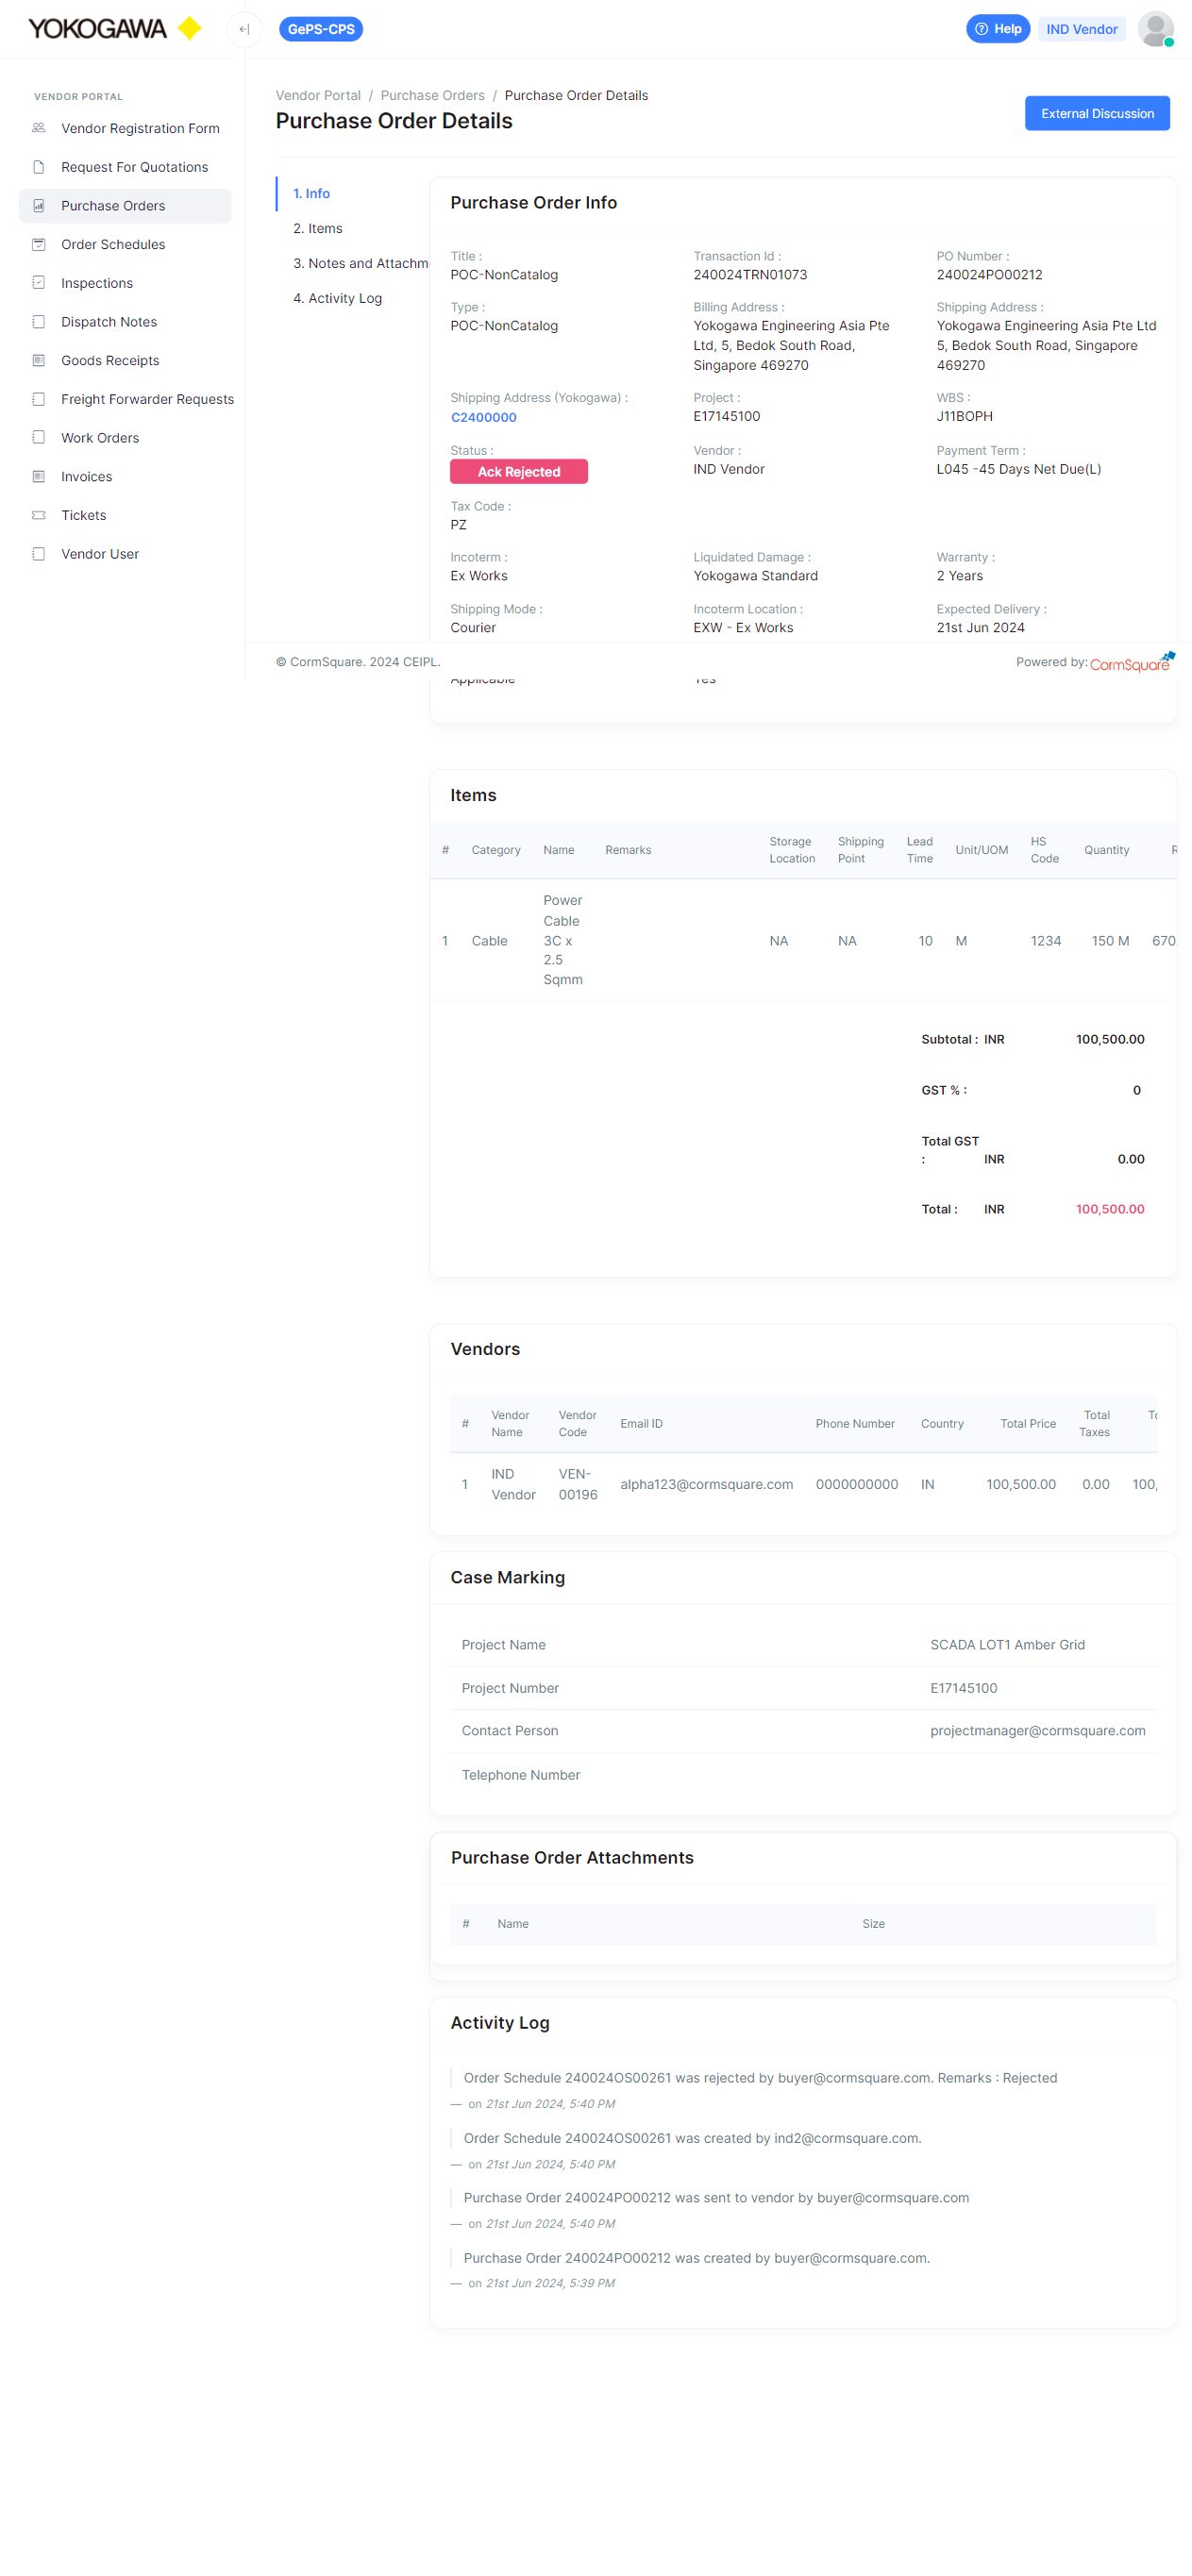 YOKOGAWA
GePS-CPS
Help
IND Vendor
VENDOR PORTAL
Vendor Registration Form
Request For Quotations
Purchase Orders
Order Schedules
Inspections
Dispatch Notes
Goods Receipts
Freight Forwarder Requests
Work Orders
Invoices
Tickets
Vendor User
Vendor Portal / Purchase Orders / Purchase Order Details
Purchase Order Details
External Discussion
1. Info
2. Items
3. Notes and Attachm
4. Activity Log
Purchase Order Info
Title :
POC-NonCatalog
Transaction Id :
240024TRN01073
PO Number :
240024PO00212
Type :
POC-NonCatalog
Billing Address :
Yokogawa Engineering Asia Pte
Ltd, 5, Bedok South Road,
Singapore 469270
Shipping Address :
Yokogawa Engineering Asia Pte Ltd
5, Bedok South Road, Singapore
469270
Shipping Address (Yokogawa) :
C2400000
Project :
E17145100
WBS :
J11BOPH
Status :
Ack Rejected
Vendor :
IND Vendor
Payment Term :
L045 -45 Days Net Due(L)
Tax Code :
PZ
Incoterm :
Ex Works
Liquidated Damage :
Yokogawa Standard
Warranty :
2 Years
Shipping Mode :
Courier
Incoterm Location :
EXW - Ex Works
Expected Delivery :
21st Jun 2024
© CormSquare. 2024 CEIPL.
Powered by: CormSquare
Applicable
Yes
Items
# Category Name Remarks Storage Location Shipping Point Lead Time Unit/UOM HS Code Quantity R
1 Cable Power Cable 3C x 2.5 Sqmm NA NA 10 M 1234 150 M 670
Subtotal : INR 100,500.00
GST % : 0
Total GST : INR 0.00
Total : INR 100,500.00
Vendors
# Vendor Name Vendor Code Email ID Phone Number Country Total Price Total Taxes To
1 IND Vendor VEN-00196 alpha123@cormsquare.com 0000000000 IN 100,500.00 0.00 100,
Case Marking
Project Name SCADA LOT1 Amber Grid
Project Number E17145100
Contact Person projectmanager@cormsquare.com
Telephone Number
Purchase Order Attachments
# Name Size
Activity Log
Order Schedule 240024OS00261 was rejected by buyer@cormsquare.com. Remarks : Rejected
— on 21st Jun 2024, 5:40 PM
Order Schedule 240024OS00261 was created by ind2@cormsquare.com.
— on 21st Jun 2024, 5:40 PM
Purchase Order 240024PO00212 was sent to vendor by buyer@cormsquare.com
— on 21st Jun 2024, 5:40 PM
Purchase Order 240024PO00212 was created by buyer@cormsquare.com.
— on 21st Jun 2024, 5:39 PM